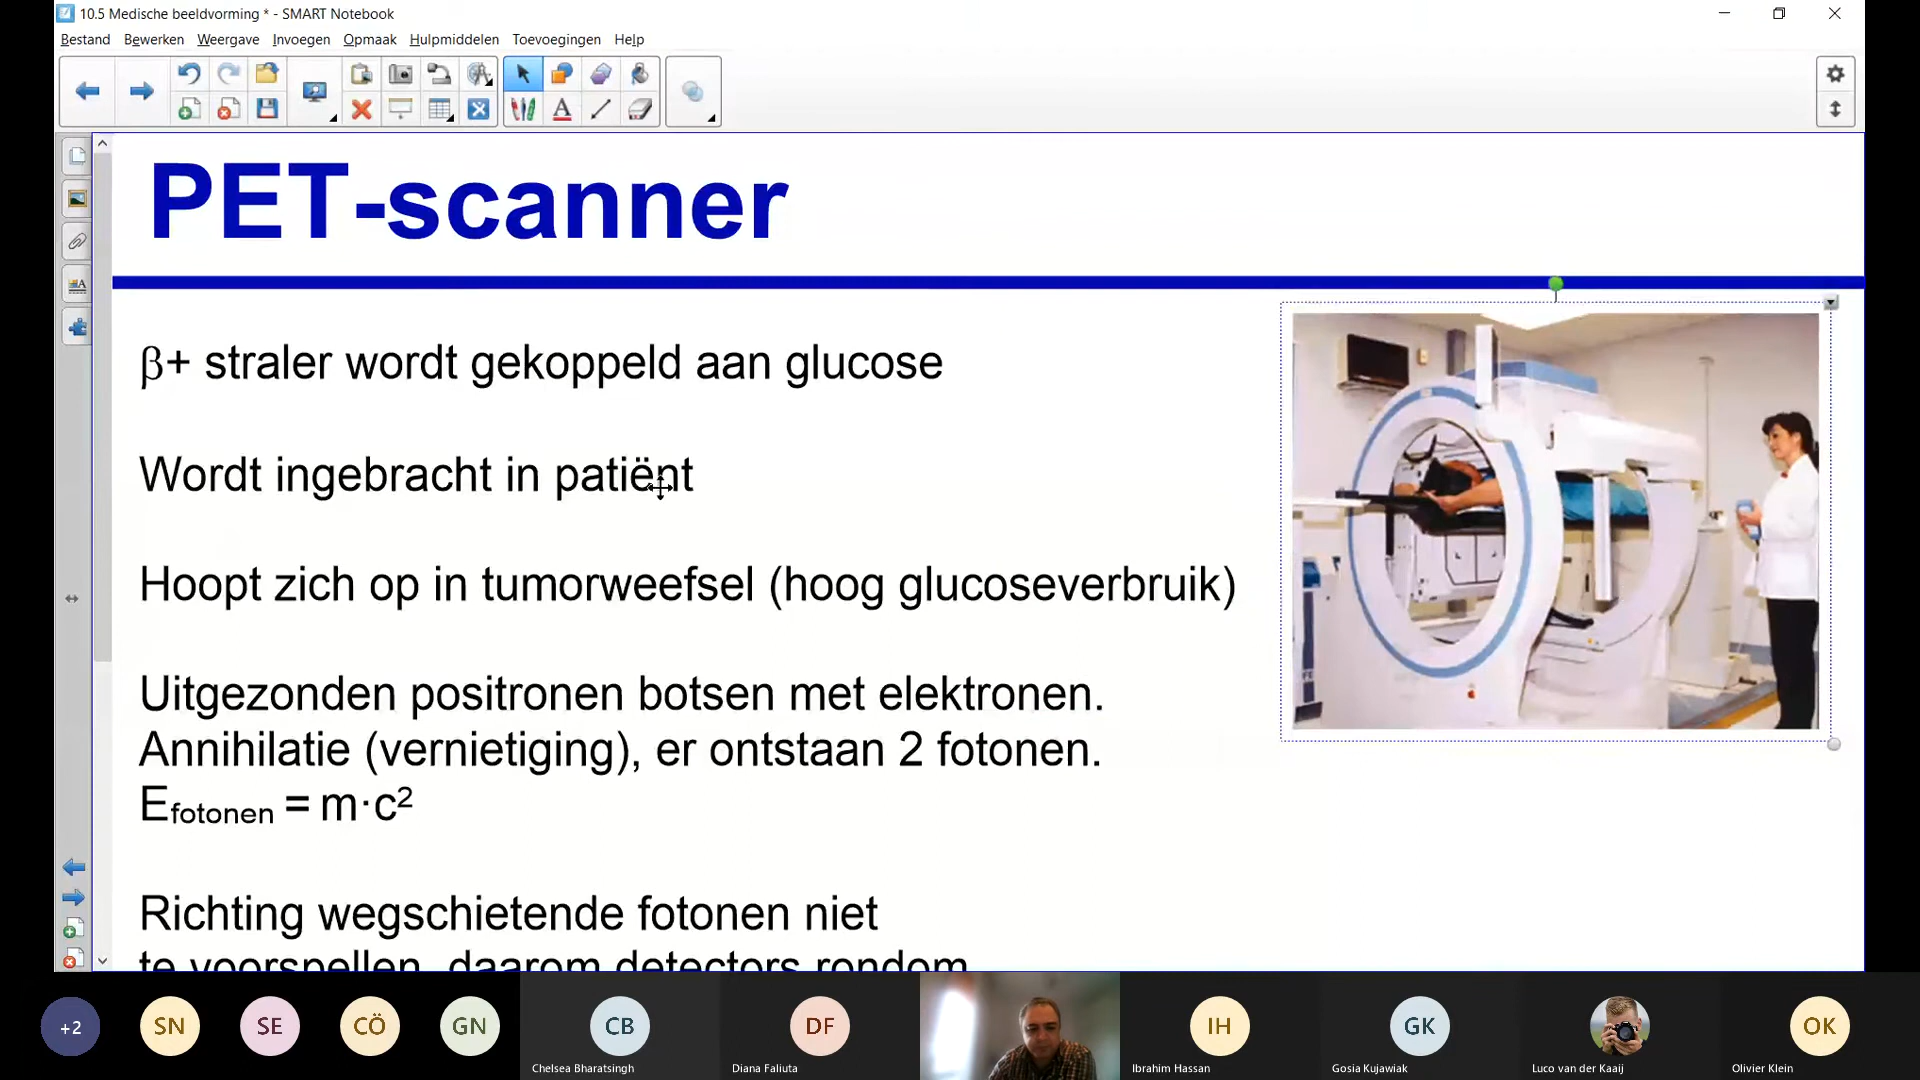 10.5 Medische beeldvorming * - SMART Notebook
Bestand Bewerken Weergave Invoegen Opmaak Hulpmiddelen Toevoegingen Help
PET-scanner
β+ straler wordt gekoppeld aan glucose
Wordt ingebracht in patiënt
Hoopt zich op in tumorweefsel (hoog glucoseverbruik)
Uitgezonden positronen botsen met elektronen.
Annihilatie (vernietiging), er ontstaan 2 fotonen.
Efotonen = m·c²
Richting wegschietende fotonen niet
te voorspellen, daarom detectors rondom
+2 SN SE CÖ GN CB DF IH GK OK
Chelsea Bharatsingh Diana Faliuta Ibrahim Hassan Gosia Kujawiak Luco van der Kaaij Olivier Klein